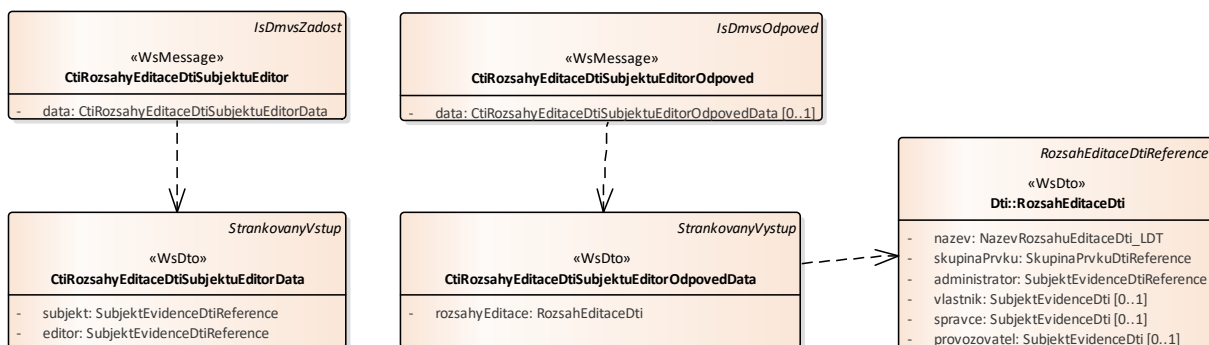 IsDmvsZadost
«WsMessage»
CtiRozsahyEditaceDtiSubjektuEditor
- data: CtiRozsahyEditaceDtiSubjektuEditorData
IsDmvsOdpoved
«WsMessage»
CtiRozsahyEditaceDtiSubjektuEditorOdpoved
- data: CtiRozsahyEditaceDtiSubjektuEditorOdpovedData [0..1]
StrankovanyVstup
«WsDto»
CtiRozsahyEditaceDtiSubjektuEditorData
- subjekt: SubjektEvidenceDtiReference
- editor: SubjektEvidenceDtiReference
StrankovanyVystup
«WsDto»
CtiRozsahyEditaceDtiSubjektuEditorOdpovedData
- rozsahyEditace: RozsahEditaceDti
RozsahEditaceDtiReference
«WsDto»
Dti::RozsahEditaceDti
- nazev: NazevRozsahuEditaceDti_LDT
- skupinaPrvku: SkupinaPrvkuDtiReference
- administrator: SubjektEvidenceDtiReference
- vlastnik: SubjektEvidenceDti [0..1]
- spravce: SubjektEvidenceDti [0..1]
- provozovatel: SubjektEvidenceDti [0..1]